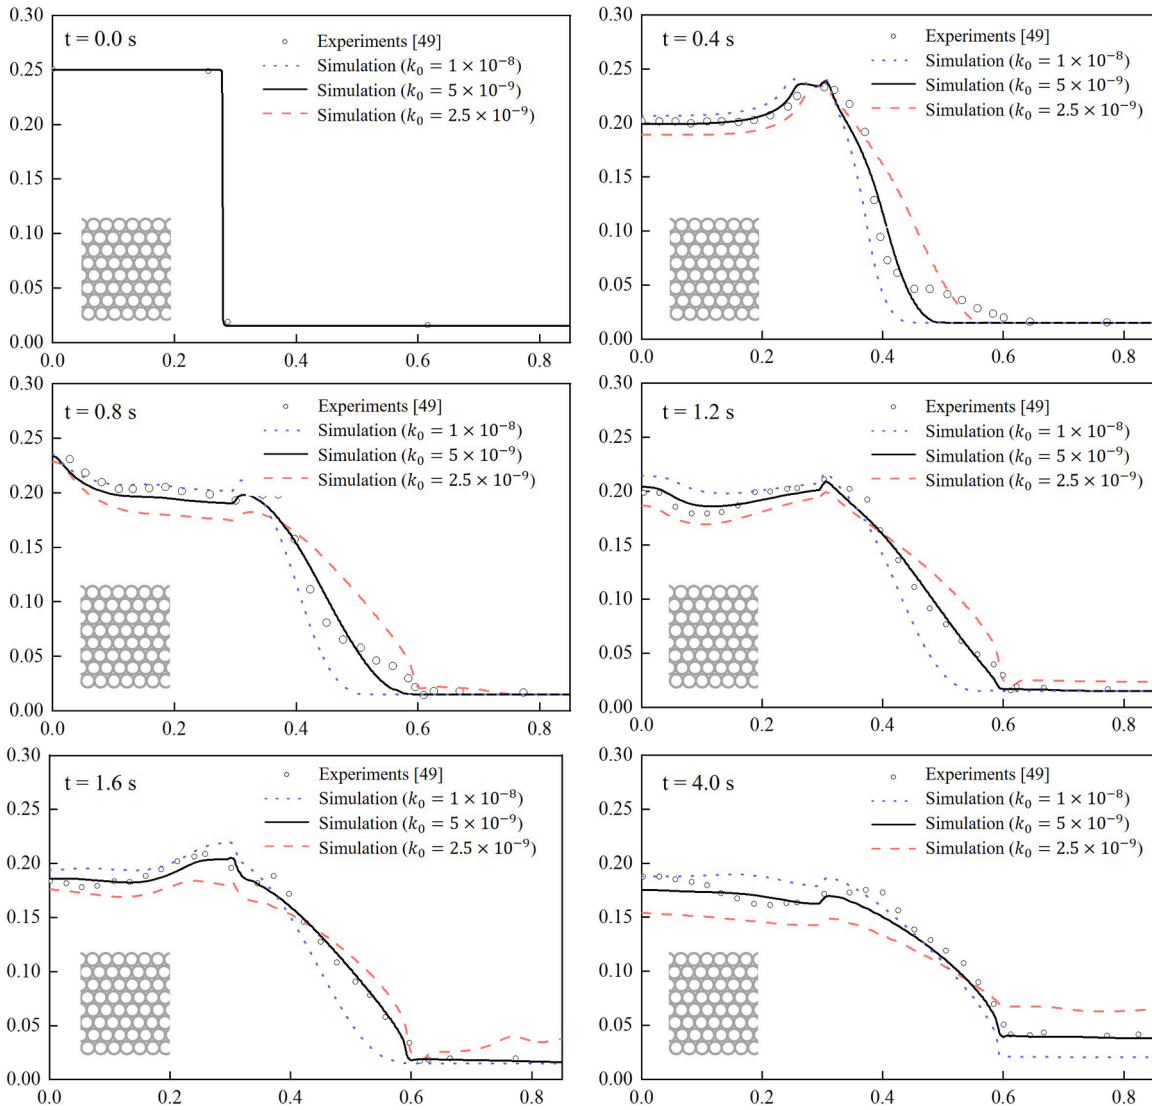 0.30
0.25
0.20
0.15
0.10
0.05
0.00
t = 0.0 s
Experiments [49]
Simulation (k₀ = 1 × 10⁻⁸)
Simulation (k₀ = 5 × 10⁻⁹)
Simulation (k₀ = 2.5 × 10⁻⁹)
0.0 0.2 0.4 0.6 0.8
0.30
0.25
0.20
0.15
0.10
0.05
0.00
t = 0.4 s
Experiments [49]
Simulation (k₀ = 1 × 10⁻⁸)
Simulation (k₀ = 5 × 10⁻⁹)
Simulation (k₀ = 2.5 × 10⁻⁹)
0.0 0.2 0.4 0.6 0.8
0.30
0.25
0.20
0.15
0.10
0.05
0.00
t = 0.8 s
Experiments [49]
Simulation (k₀ = 1 × 10⁻⁸)
Simulation (k₀ = 5 × 10⁻⁹)
Simulation (k₀ = 2.5 × 10⁻⁹)
0.0 0.2 0.4 0.6 0.8
0.30
0.25
0.20
0.15
0.10
0.05
0.00
t = 1.2 s
Experiments [49]
Simulation (k₀ = 1 × 10⁻⁸)
Simulation (k₀ = 5 × 10⁻⁹)
Simulation (k₀ = 2.5 × 10⁻⁹)
0.0 0.2 0.4 0.6 0.8
0.30
0.25
0.20
0.15
0.10
0.05
0.00
t = 1.6 s
Experiments [49]
Simulation (k₀ = 1 × 10⁻⁸)
Simulation (k₀ = 5 × 10⁻⁹)
Simulation (k₀ = 2.5 × 10⁻⁹)
0.0 0.2 0.4 0.6 0.8
0.30
0.25
0.20
0.15
0.10
0.05
0.00
t = 4.0 s
Experiments [49]
Simulation (k₀ = 1 × 10⁻⁸)
Simulation (k₀ = 5 × 10⁻⁹)
Simulation (k₀ = 2.5 × 10⁻⁹)
0.0 0.2 0.4 0.6 0.8